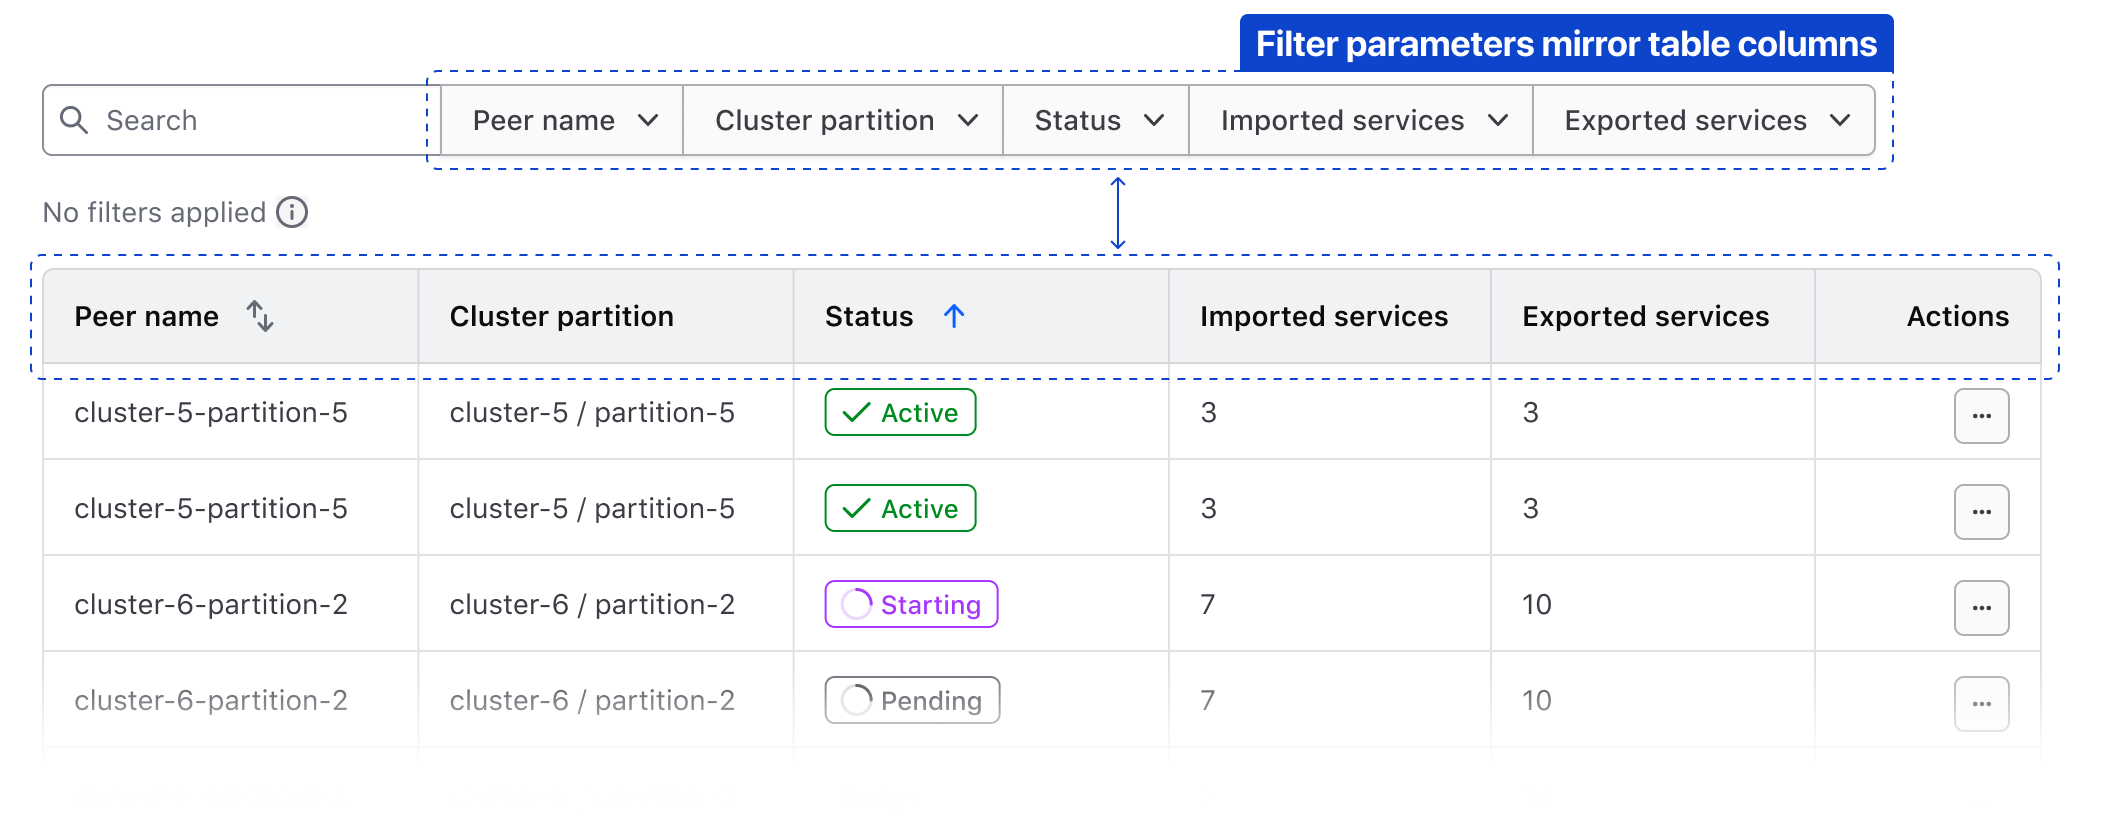 Filter parameters mirror table columns
Search Peer name Cluster partition Status Imported services Exported services
No filters applied
Peer name Cluster partition Status Imported services Exported services Actions
cluster-5-partition-5 cluster-5 / partition-5 Active 3 3
cluster-5-partition-5 cluster-5 / partition-5 Active 3 3
cluster-6-partition-2 cluster-6 / partition-2 Starting 7 10
cluster-6-partition-2 cluster-6 / partition-2 Pending 7 10